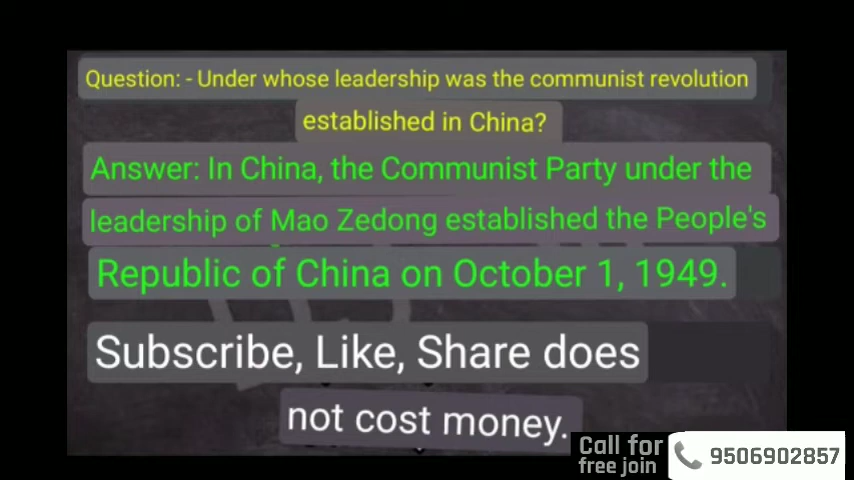 Question: - Under whose leadership was the communist revolution
established in China?
Answer: In China, the Communist Party under the
leadership of Mao Zedong established the People's
Republic of China on October 1, 1949.
Subscribe, Like, Share does
not cost money.
Call for
free join
9506902857